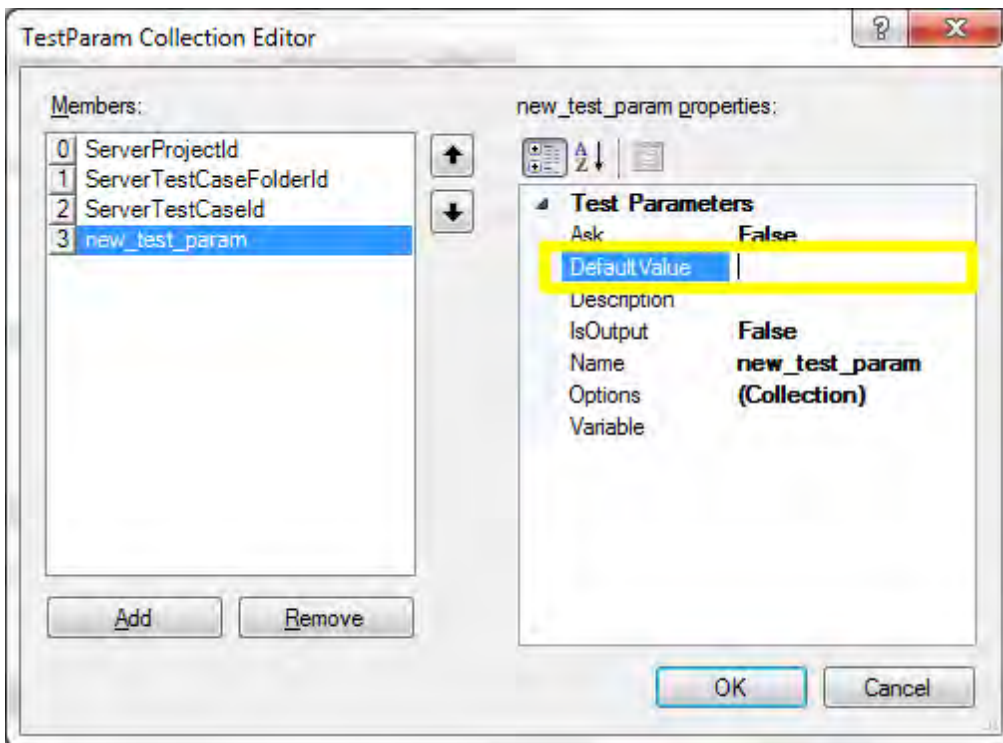 TestParam Collection Editor
Members:
new_test_param properties:
0 ServerProjectId
1 ServerTestCaseFolderId
2 ServerTestCaseId
3 new_test_param
Test Parameters
Ask False
DefaultValue
Description
IsOutput False
Name new_test_param
Options (Collection)
Variable
Add Remove
OK Cancel